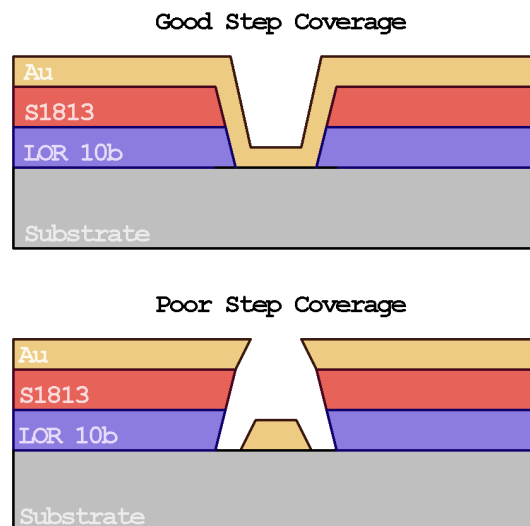 Good Step Coverage
Au
S1813
LOR 10b
Substrate
Poor Step Coverage
Au
S1813
LOR 10b
Substrate